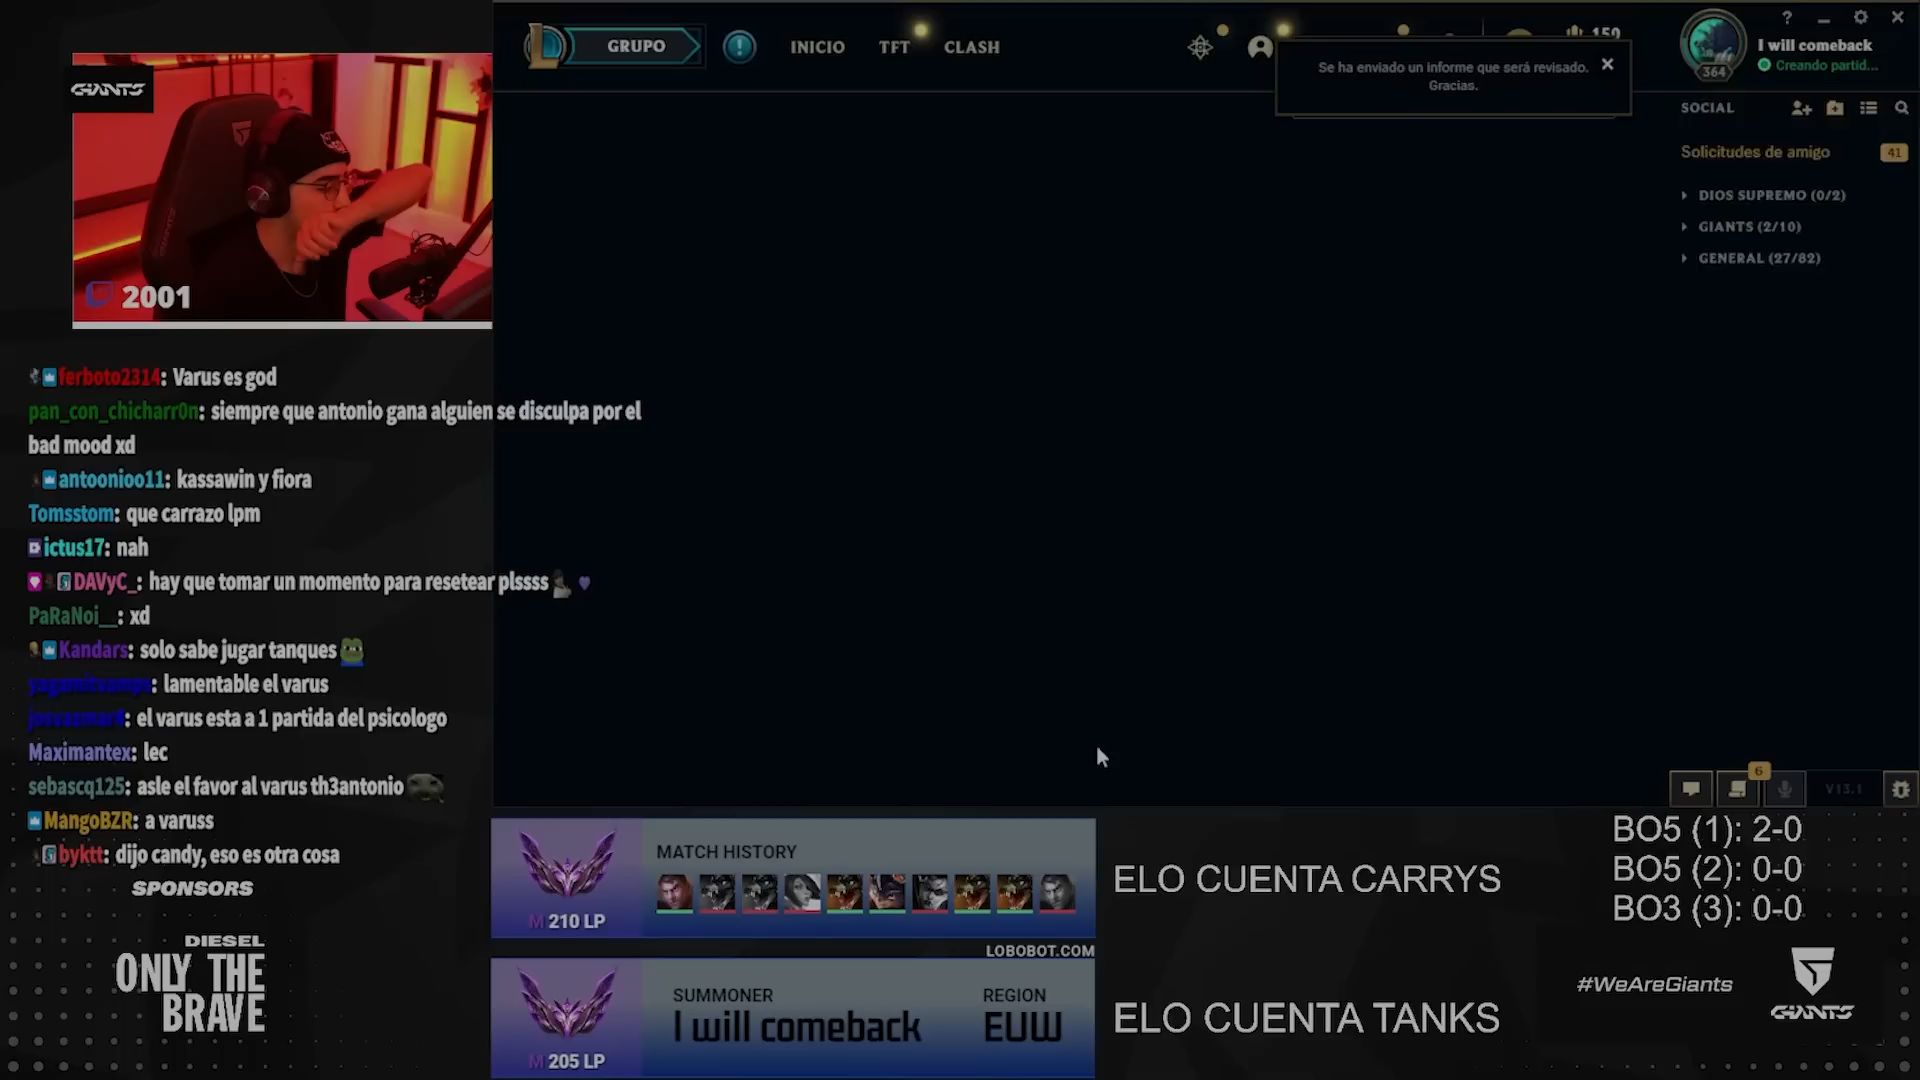 GIANTS
2001
GRUPO
INICIO
TFT
CLASH
150
Se ha enviado un informe que será revisado.
Gracias.
I will comeback
Creando partid...
364
SOCIAL
Solicitudes de amigo
41
DIOS SUPREMO (0/2)
GIANTS (2/10)
GENERAL (27/82)
ferboto2314: Varus es god
pan_con_chicharr0n: siempre que antonio gana alguien se disculpa por el
bad mood xd
antoonioo11: kassawin y fiora
Tomsstom: que carrazo lpm
ictus17: nah
DAVyC_: hay que tomar un momento para resetear plssss
PaRaNoi__: xd
Kandars: solo sabe jugar tanques
: lamentable el varus
: el varus esta a 1 partida del psicologo
Maximantex: lec
sebascq125: asle el favor al varus th3antonio
MangoBZR: a varuss
byktt: dijo candy, eso es otra cosa
SPONSORS
DIESEL
ONLY THE
BRAVE
6
V13.1
MATCH HISTORY
M 210 LP
LOBOBOT.COM
SUMMONER
I will comeback
REGION
EUW
M 205 LP
ELO CUENTA CARRYS
ELO CUENTA TANKS
BO5 (1): 2-0
BO5 (2): 0-0
BO3 (3): 0-0
#WeAreGiants
GIANTS